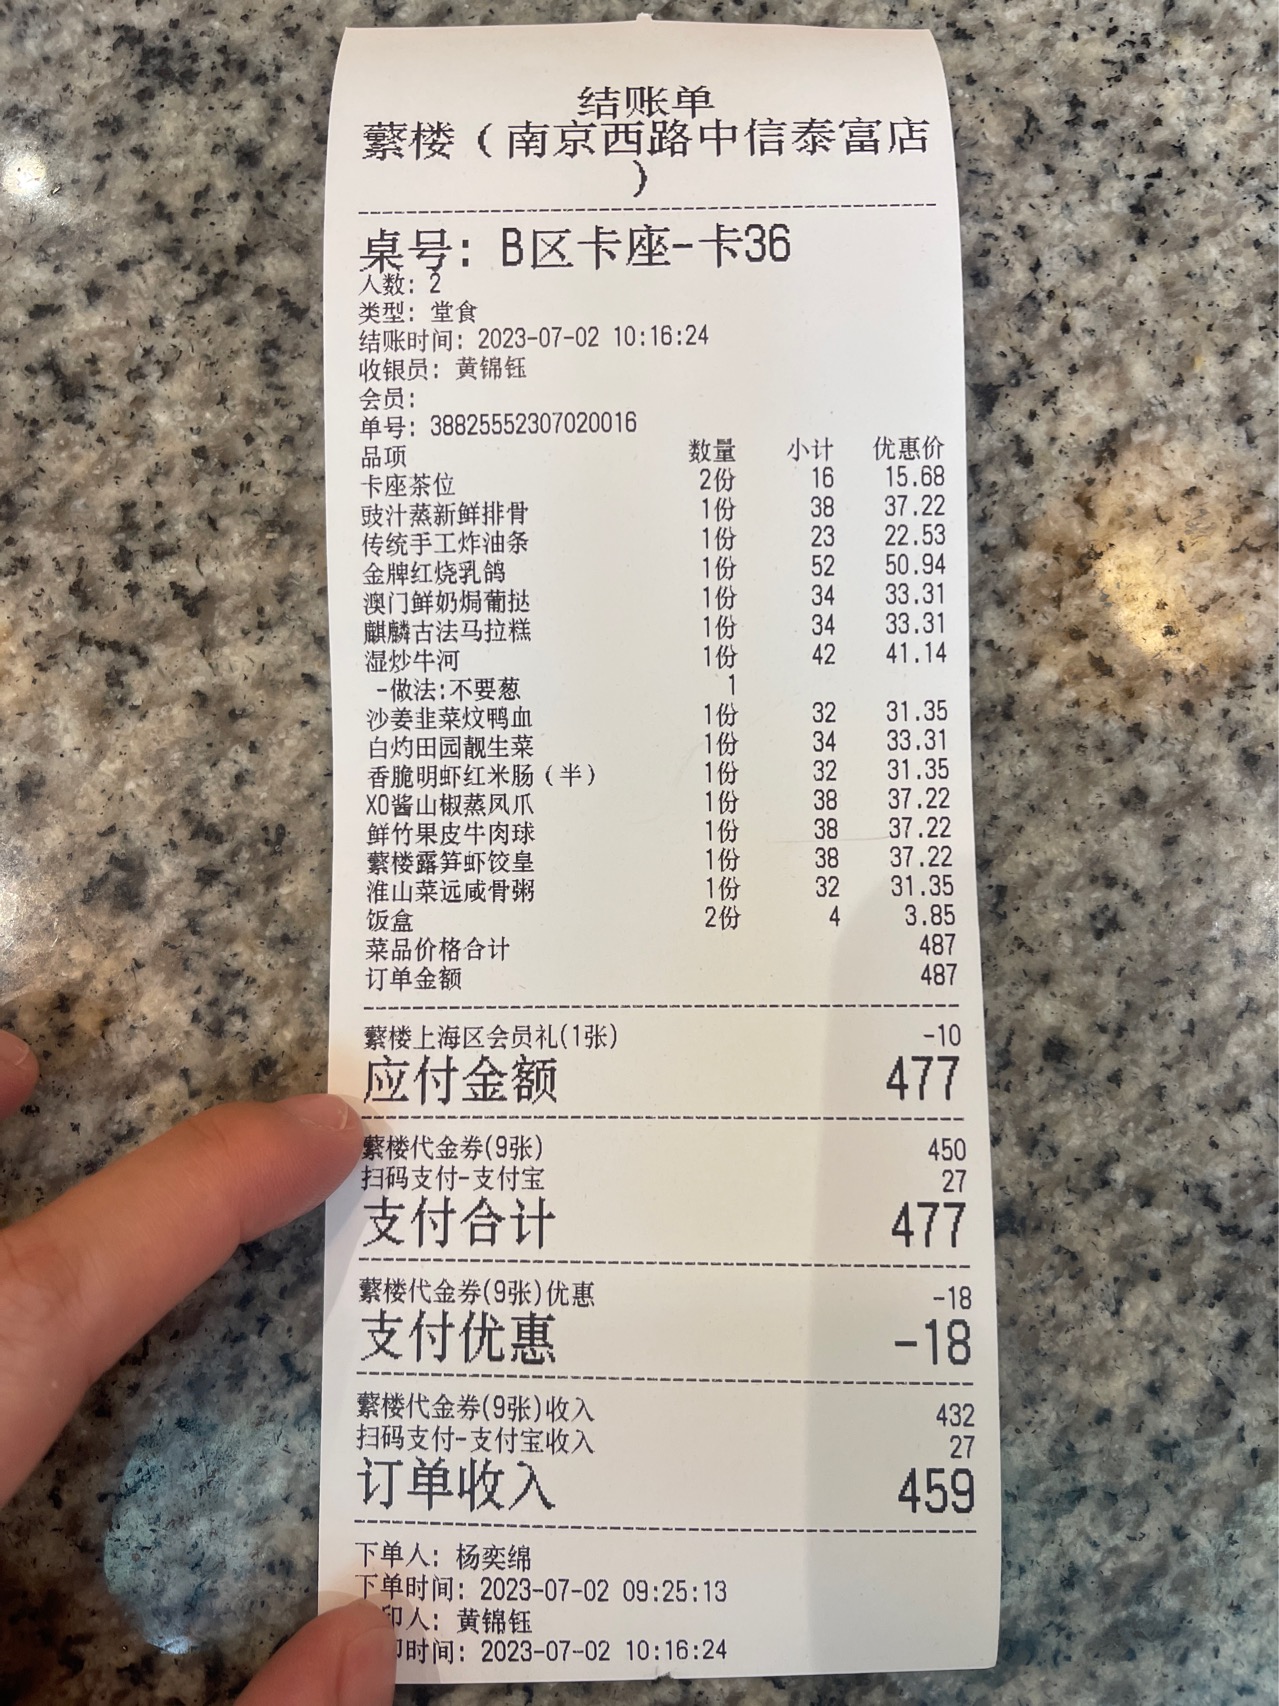 结账单
蘩楼（南京西路中信泰富店
）
桌号: B区卡座-卡36
人数: 2
类型: 堂食
结账时间: 2023-07-02 10:16:24
收银员: 黄锦钰
会员:
单号: 38825552307020016
品项 数量 小计 优惠价
卡座茶位 2份 16 15.68
豉汁蒸新鲜排骨 1份 38 37.22
传统手工炸油条 1份 23 22.53
金牌红烧乳鸽 1份 52 50.94
澳门鲜奶焗葡挞 1份 34 33.31
麒麟古法马拉糕 1份 34 33.31
湿炒牛河 1份 42 41.14
-做法:不要葱 1
沙姜韭菜炆鸭血 1份 32 31.35
白灼田园靓生菜 1份 34 33.31
香脆明虾红米肠（半） 1份 32 31.35
XO酱山椒蒸凤爪 1份 38 37.22
鲜竹果皮牛肉球 1份 38 37.22
蘩楼露笋虾饺皇 1份 38 37.22
淮山菜远咸骨粥 1份 32 31.35
饭盒 2份 4 3.85
菜品价格合计 487
订单金额 487
蘩楼上海区会员礼(1张) -10
应付金额 477
蘩楼代金券(9张) 450
扫码支付-支付宝 27
支付合计 477
蘩楼代金券(9张)优惠 -18
支付优惠 -18
蘩楼代金券(9张)收入 432
扫码支付-支付宝收入 27
订单收入 459
下单人: 杨奕绵
下单时间: 2023-07-02 09:25:13
印人: 黄锦钰
印时间: 2023-07-02 10:16:24